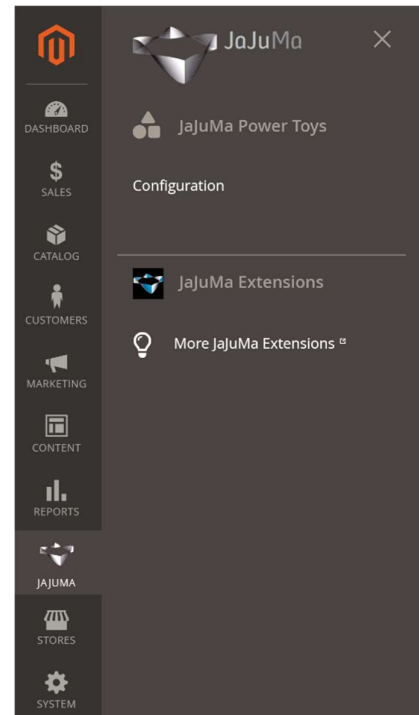 DASHBOARD
$
SALES
CATALOG
CUSTOMERS
MARKETING
CONTENT
REPORTS
JAJUMA
STORES
SYSTEM
JaJuMa
JaJuMa Power Toys
Configuration
JaJuMa Extensions
More JaJuMa Extensions